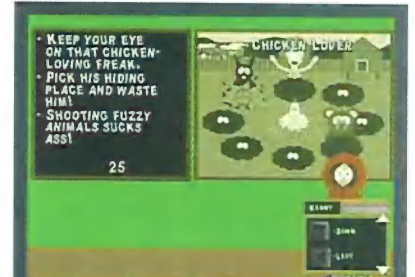 • KEEP YOUR EYE
ON THAT CHICKEN-
LOVING FREAK.
• PICK HIS HIDING
PLACE AND WASTE
HIM!
• SHOOTING FUZZY
ANIMALS SUCKS
ASS!
25
CHICKEN LOVER